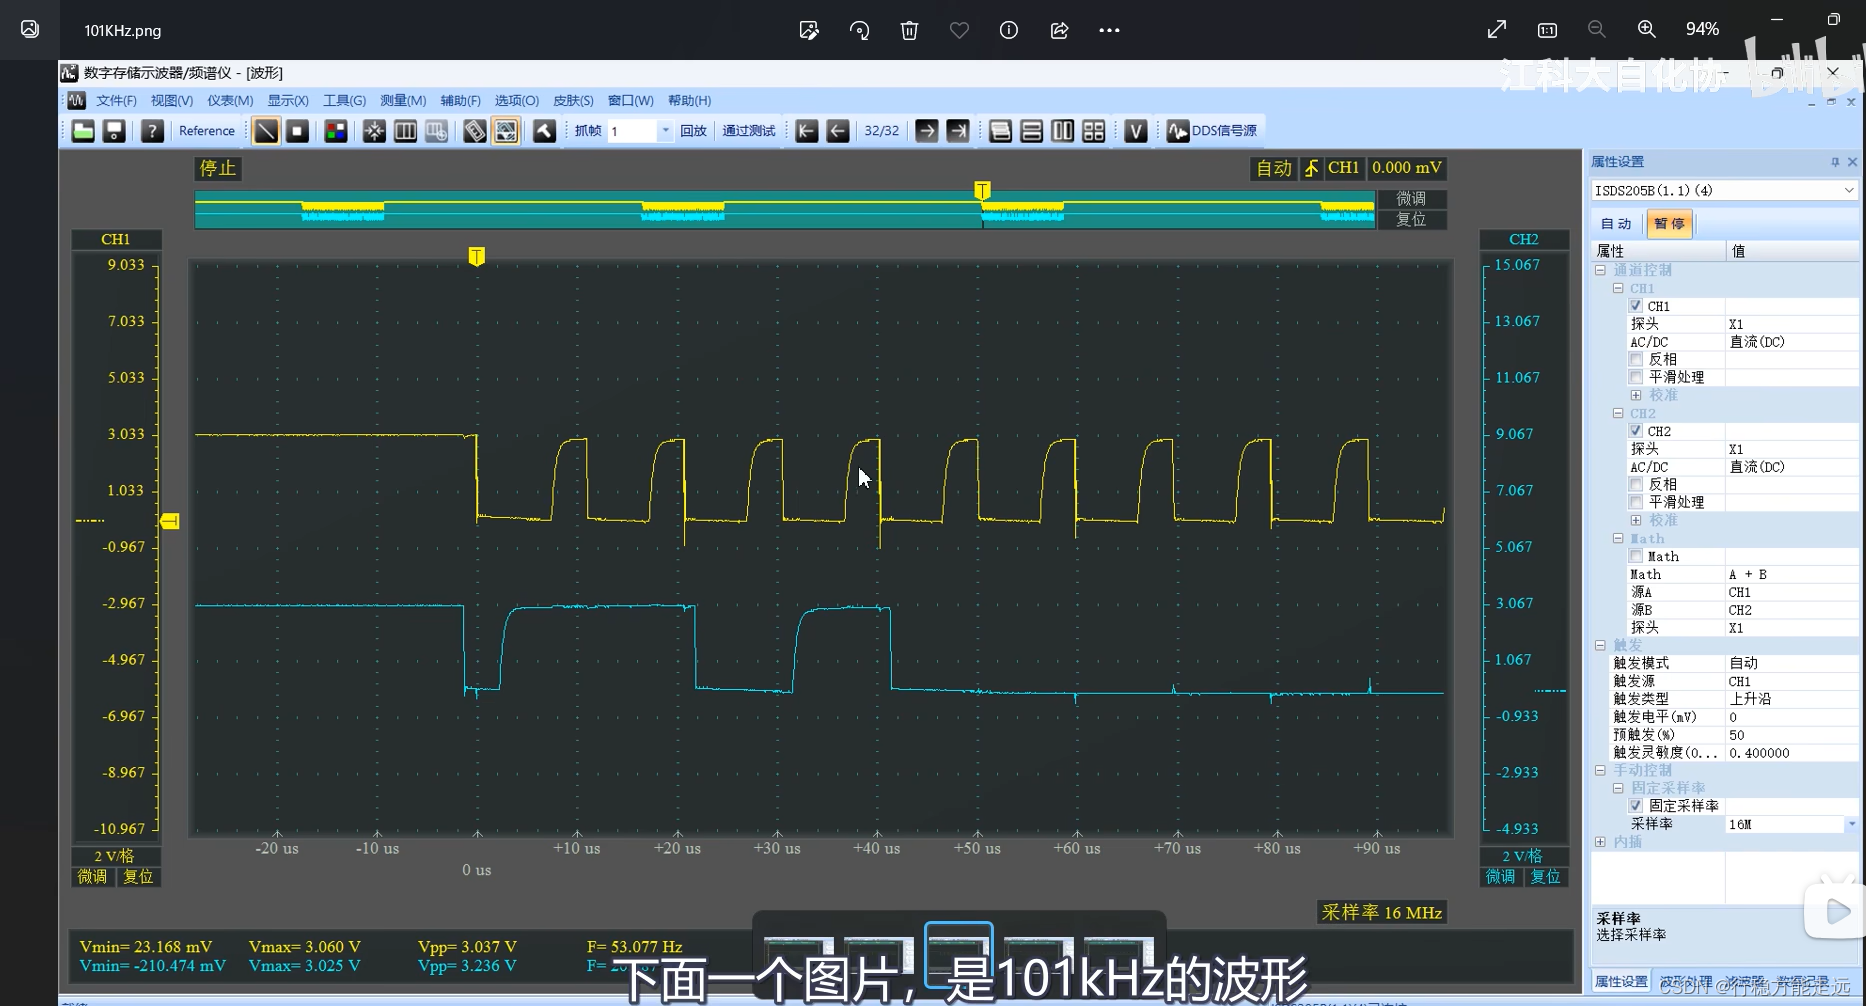 101KHz.png
94%
数字存储示波器/频谱仪 - [波形]
江科大自化协
bilibili
文件(F) 视图(V) 仪表(M) 显示(X) 工具(G) 测量(M) 辅助(F) 选项(O) 皮肤(S) 窗口(W) 帮助(H)
Reference 抓帧 1 回放 通过测试 32/32 V DDS信号源
停止
自动 CH1 0.000 mV
T
微调
复位
T
CH1
9.033
7.033
5.033
3.033
1.033
-0.967
-2.967
-4.967
-6.967
-8.967
-10.967
2 V/格
微调 复位
-20 us -10 us 0 us +10 us +20 us +30 us +40 us +50 us +60 us +70 us +80 us +90 us
CH2
15.067
13.067
11.067
9.067
7.067
5.067
3.067
1.067
-0.933
-2.933
-4.933
2 V/格
微调 复位
采样率 16 MHz
Vmin= 23.168 mV Vmax= 3.060 V Vpp= 3.037 V F= 53.077 Hz
Vmin= -210.474 mV Vmax= 3.025 V Vpp= 3.236 V F=
下面一个图片，是101kHz的波形
属性设置
ISDS205B(1.1)(4)
自动 暂停
属性 值
通道控制
CH1
CH1
探头 X1
AC/DC 直流(DC)
反相
平滑处理
校准
CH2
CH2
探头 X1
AC/DC 直流(DC)
反相
平滑处理
校准
Math
Math
Math A + B
源A CH1
源B CH2
探头 X1
触发
触发模式 自动
触发源 CH1
触发类型 上升沿
触发电平(mV) 0
预触发(%) 50
触发灵敏度(0... 0.400000
手动控制
固定采样率
固定采样率
采样率 16M
内插
采样率
选择采样率
属性设置 波形处理 滤波器 数据记录
CSDN @行稳方能走远